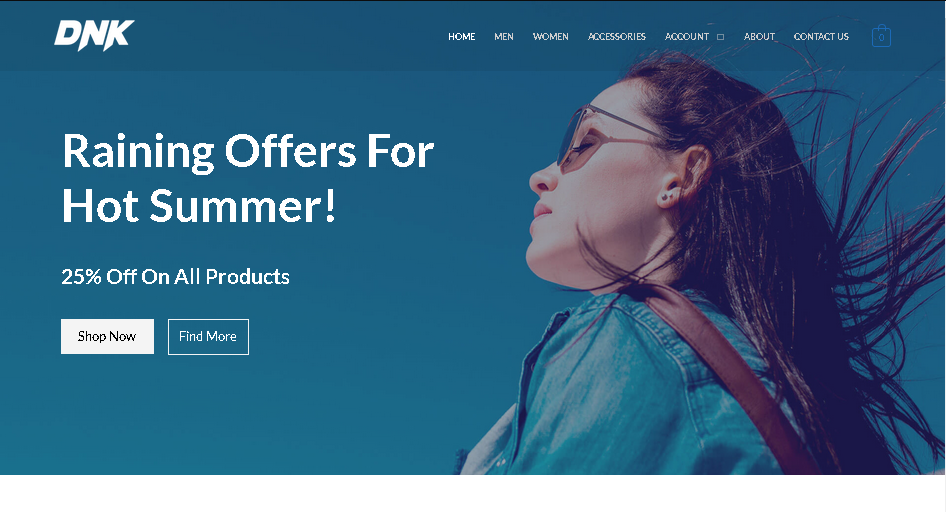 DNK
HOME MEN WOMEN ACCESSORIES ACCOUNT ABOUT CONTACT US 0
Raining Offers For
Hot Summer!
25% Off On All Products
Shop Now Find More